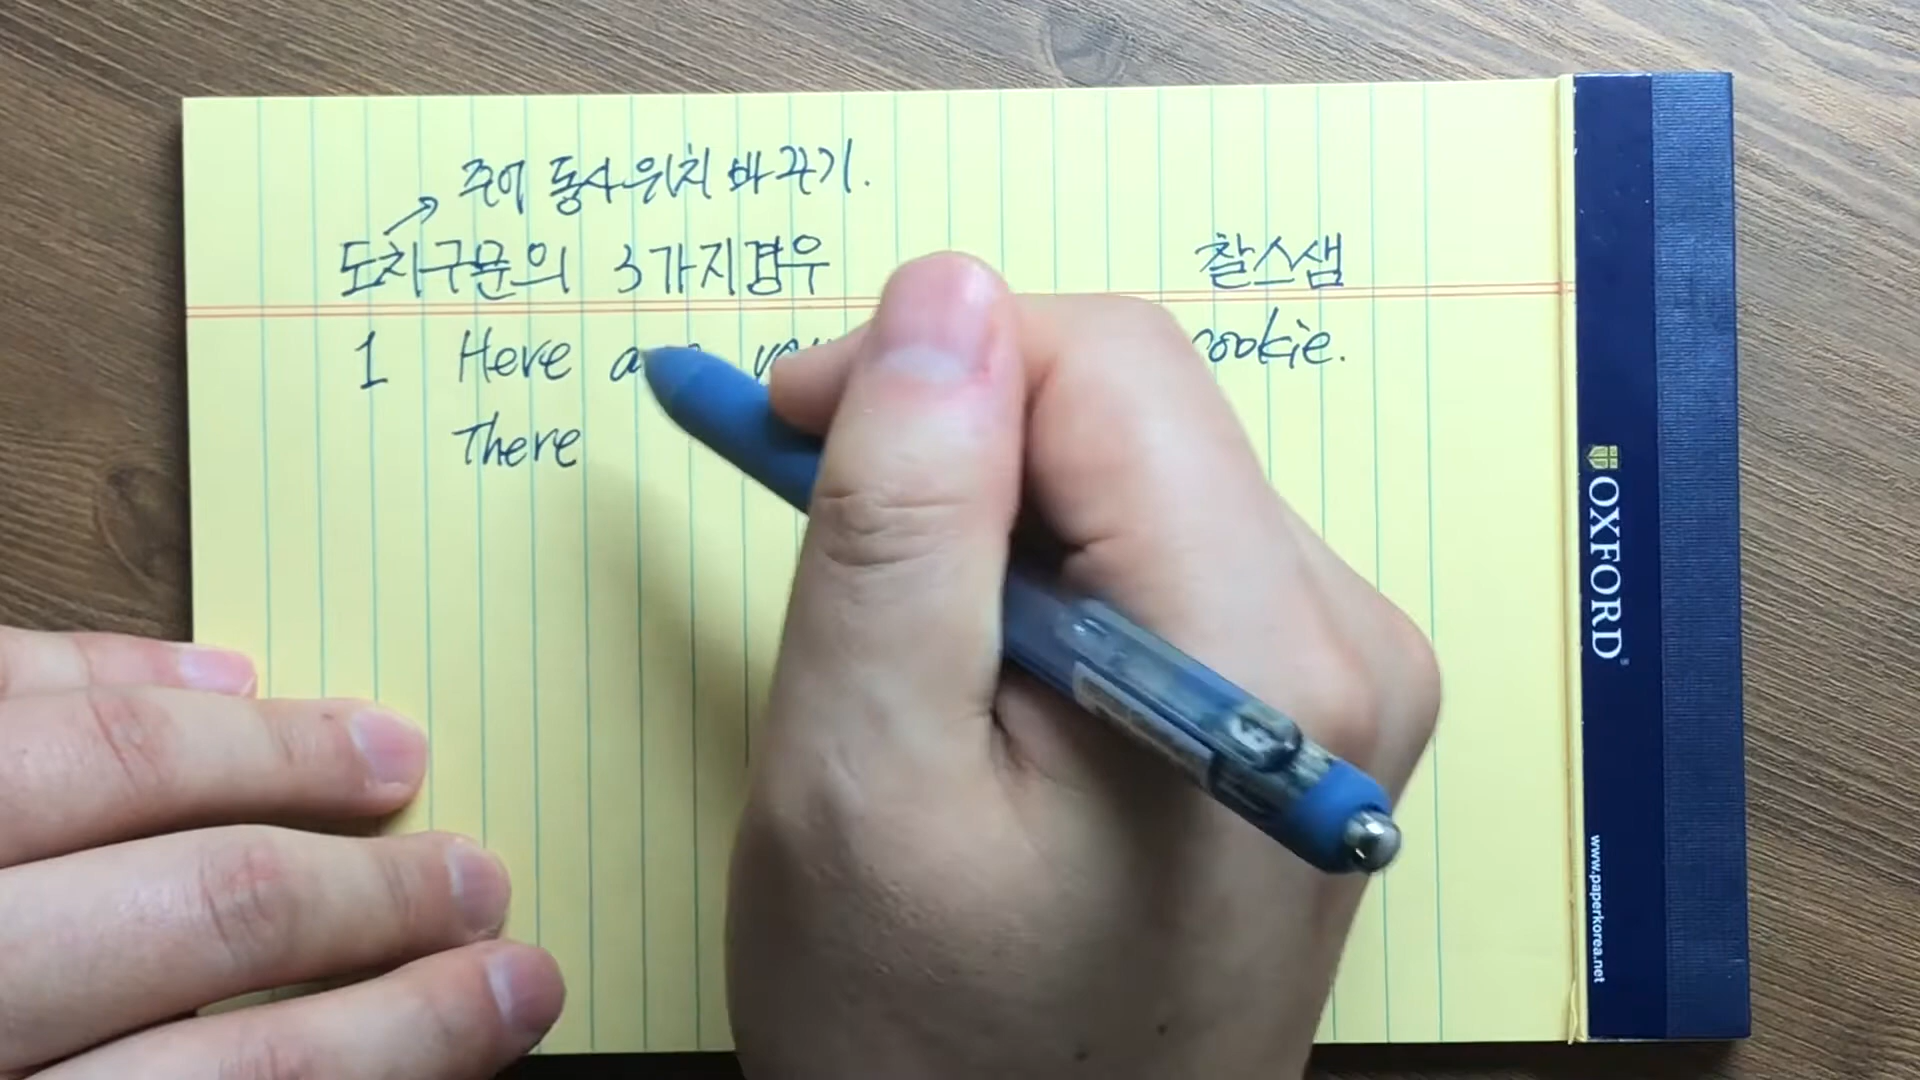 주어 동사 위치 바꾸기.
도치구문의 3가지경우 찰스샘
1 Here cookie.
There
OXFORD
www.paperkorea.net